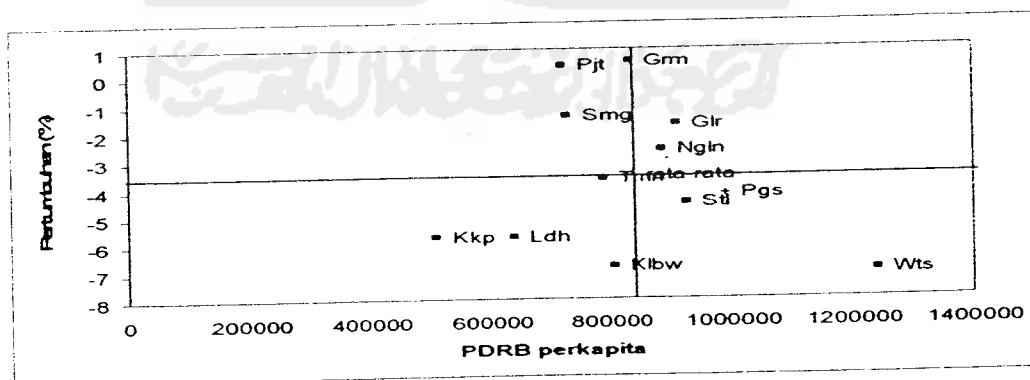 Pertumbuhan (%)
1
0
-1
-2
-3
-4
-5
-6
-7
-8
Pjt
Grm
Smg
Glr
Ngln
rata-rata
Pgs
Stl
Kkp
Ldh
Klbw
Wts
0
200000
400000
600000
800000
1000000
1200000
1400000
PDRB perkapita